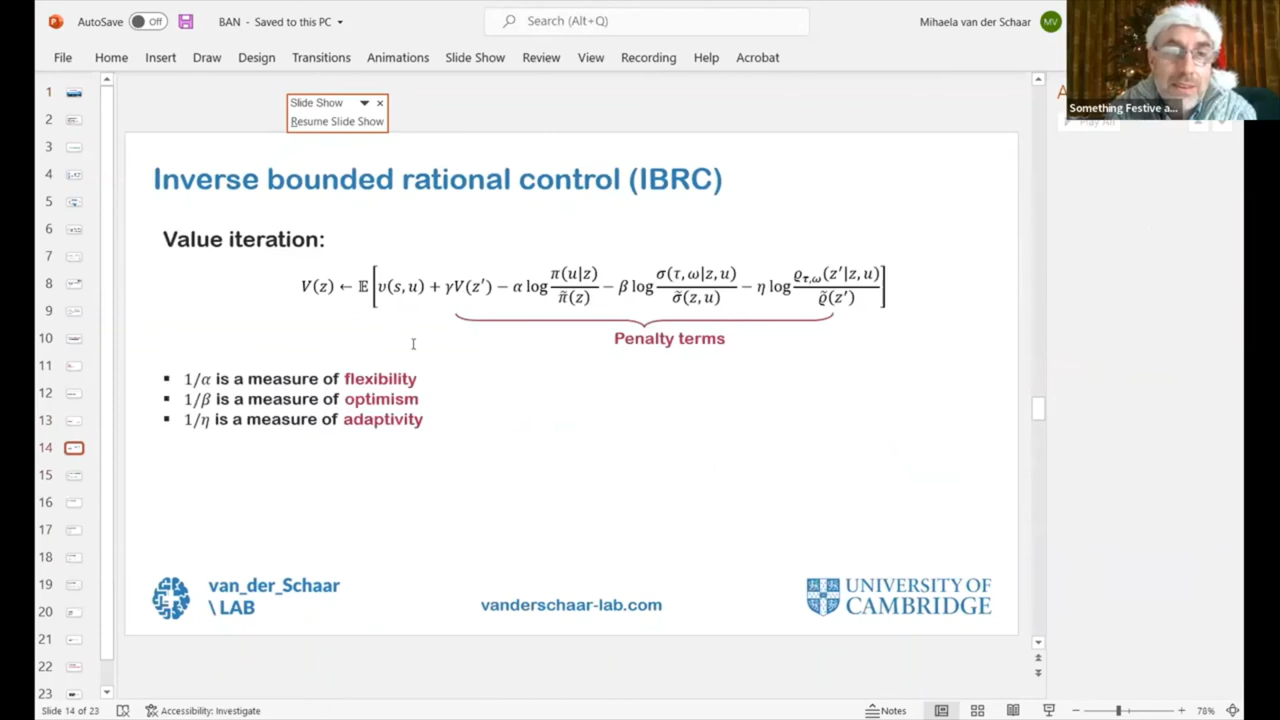 AutoSave Off BAN - Saved to this PC Search (Alt+Q) Mihaela van der Schaar MV
File Home Insert Draw Design Transitions Animations Slide Show Review View Recording Help Acrobat
Something Festive a...
Slide Show
Resume Slide Show
1
2
3
4
5
6
7
8
9
10
11
12
13
14
15
16
17
18
19
20
21
22
23
Inverse bounded rational control (IBRC)
Value iteration:
V(z) ← 𝔼[υ(s, u) + γV(z′) − α log π(u|z)/π̃(z) − β log σ(τ, ω|z, u)/σ̃(z, u) − η log ϱ_τ,ω(z′|z, u)/ϱ̃(z′)]
Penalty terms
▪ 1/α is a measure of flexibility
▪ 1/β is a measure of optimism
▪ 1/η is a measure of adaptivity
van_der_Schaar
\ LAB
vanderschaar-lab.com
UNIVERSITY OF
CAMBRIDGE
Slide 14 of 23 Accessibility: Investigate Notes 78%